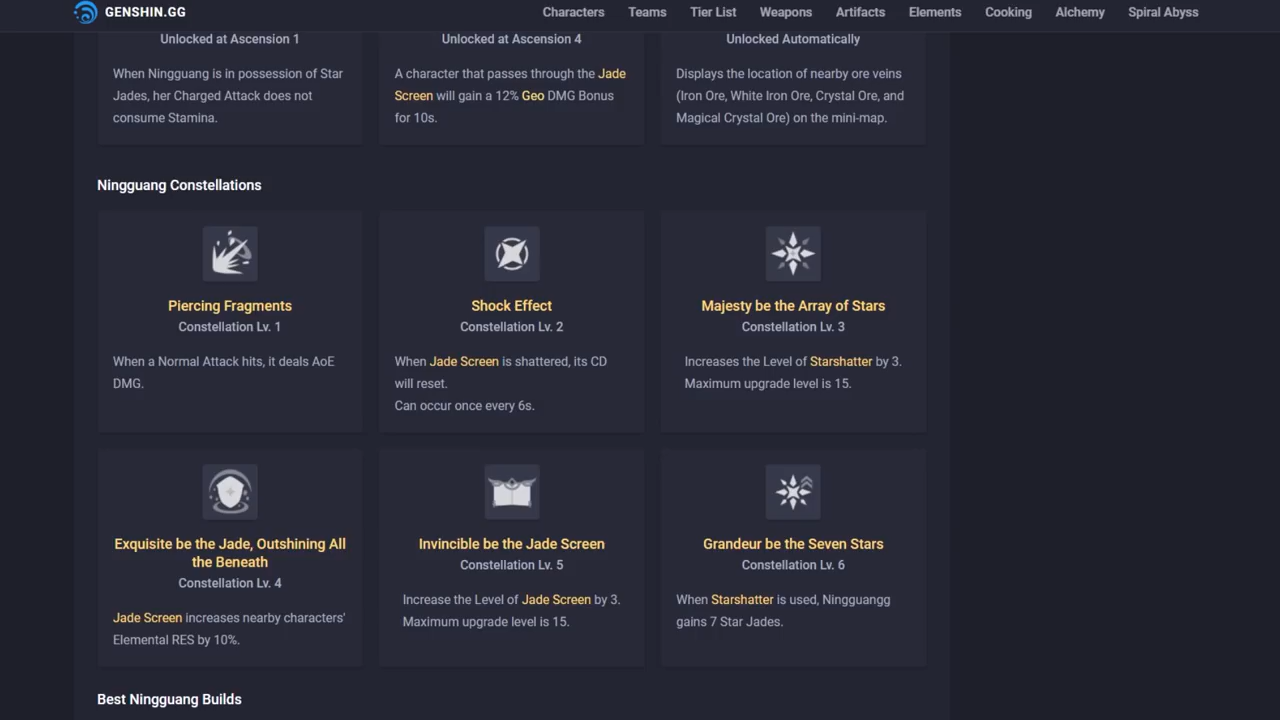 GENSHIN.GG
Characters Teams Tier List Weapons Artifacts Elements Cooking Alchemy Spiral Abyss
Unlocked at Ascension 1
When Ningguang is in possession of Star
Jades, her Charged Attack does not
consume Stamina.
Unlocked at Ascension 4
A character that passes through the Jade
Screen will gain a 12% Geo DMG Bonus
for 10s.
Unlocked Automatically
Displays the location of nearby ore veins
(Iron Ore, White Iron Ore, Crystal Ore, and
Magical Crystal Ore) on the mini-map.
Ningguang Constellations
Piercing Fragments
Constellation Lv. 1
When a Normal Attack hits, it deals AoE
DMG.
Shock Effect
Constellation Lv. 2
When Jade Screen is shattered, its CD
will reset.
Can occur once every 6s.
Majesty be the Array of Stars
Constellation Lv. 3
Increases the Level of Starshatter by 3.
Maximum upgrade level is 15.
Exquisite be the Jade, Outshining All
the Beneath
Constellation Lv. 4
Jade Screen increases nearby characters'
Elemental RES by 10%.
Invincible be the Jade Screen
Constellation Lv. 5
Increase the Level of Jade Screen by 3.
Maximum upgrade level is 15.
Grandeur be the Seven Stars
Constellation Lv. 6
When Starshatter is used, Ningguangg
gains 7 Star Jades.
Best Ningguang Builds